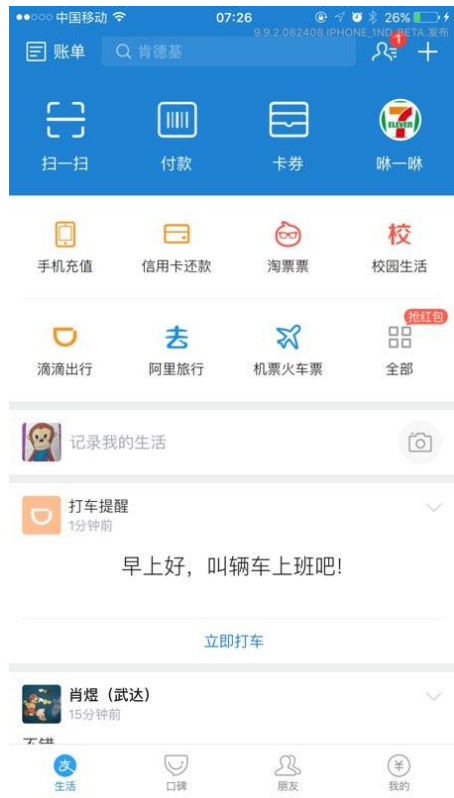 中国移动 07:26 26%
9.9.2.082408.IPHONE_1ND_BETA.发布
账单 肯德基 1
扫一扫 付款 卡券 咻一咻
ELEVEN
手机充值 信用卡还款 淘票票 校园生活
校
抢红包
去
滴滴出行 阿里旅行 机票火车票 全部
记录我的生活
打车提醒
1分钟前
早上好，叫辆车上班吧!
立即打车
肖煜（武达）
15分钟前
不错
支
生活 口碑 朋友 我的